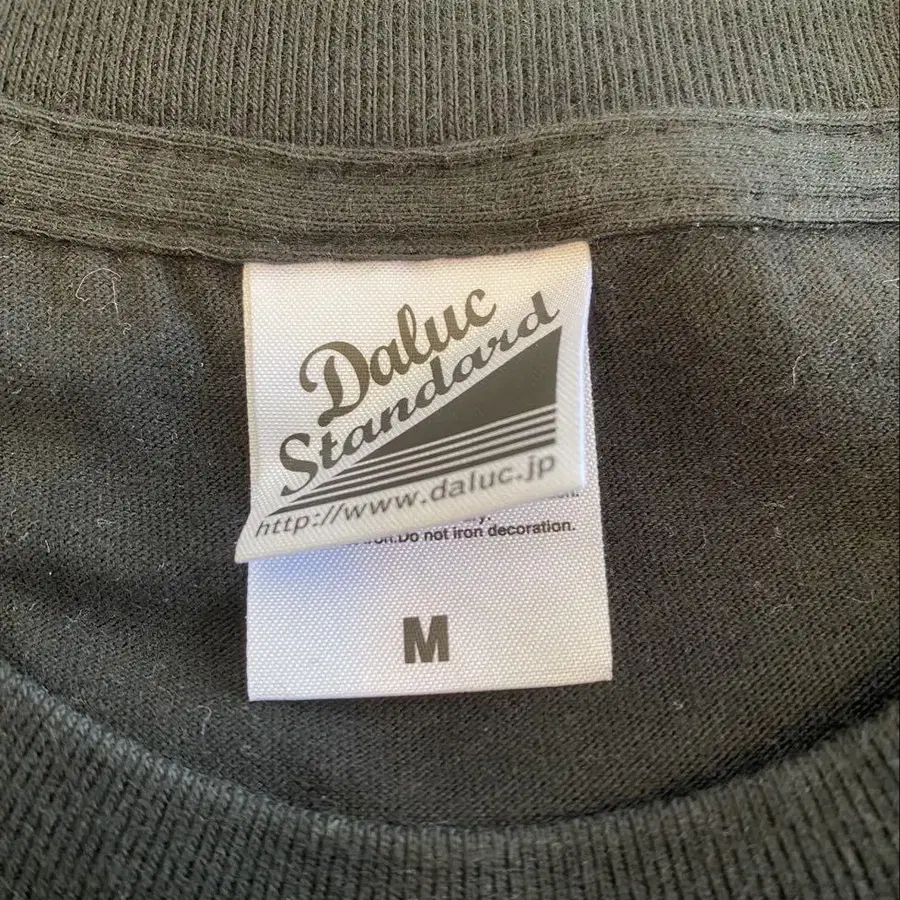 Daluc
Standard
http://www.daluc.jp
Do not iron decoration.
M